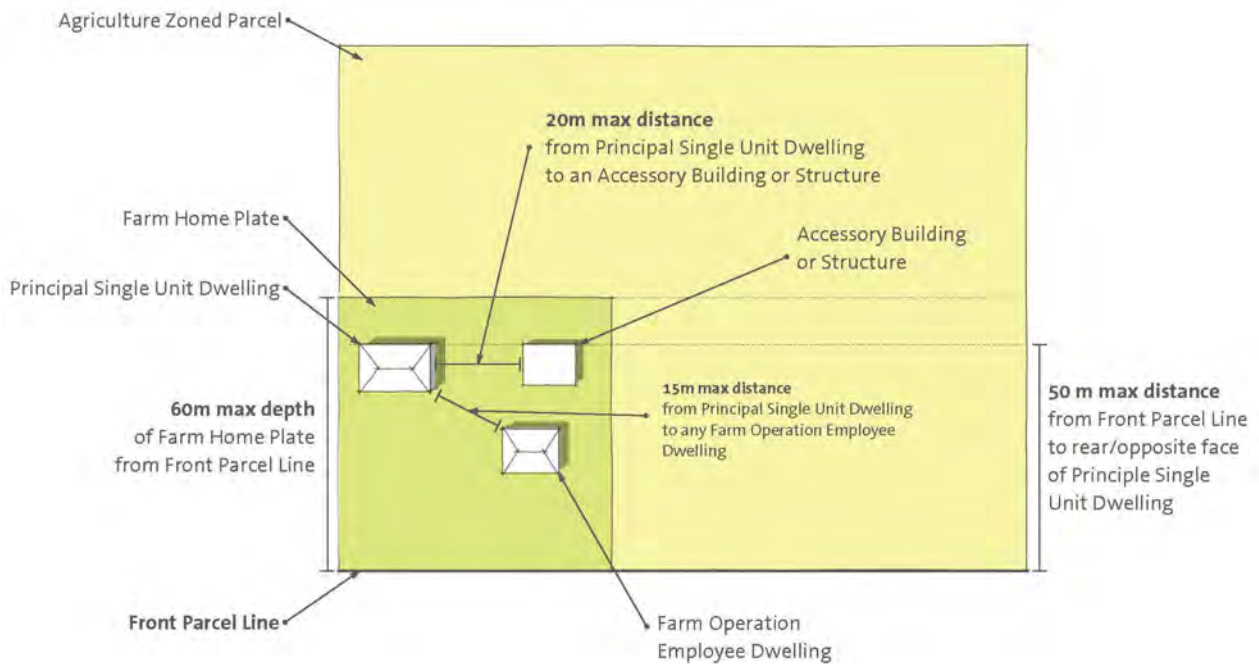 Agriculture Zoned Parcel
20m max distance
from Principal Single Unit Dwelling
to an Accessory Building or Structure
Farm Home Plate
Accessory Building
or Structure
Principal Single Unit Dwelling
15m max distance
from Principal Single Unit Dwelling
to any Farm Operation Employee
Dwelling
60m max depth
of Farm Home Plate
from Front Parcel Line
50 m max distance
from Front Parcel Line
to rear/opposite face
of Principle Single
Unit Dwelling
Front Parcel Line
Farm Operation
Employee Dwelling